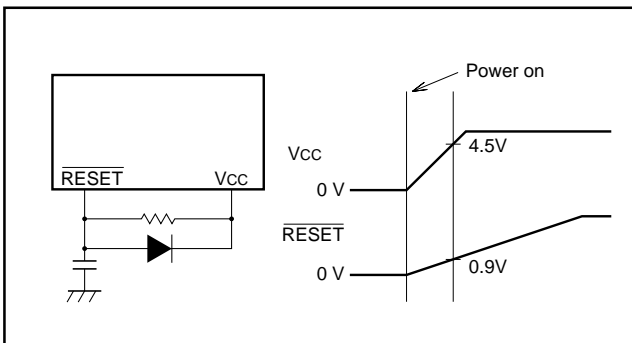 Power on
RESET
VCC
VCC
4.5V
0 V
RESET
0 V
0.9V